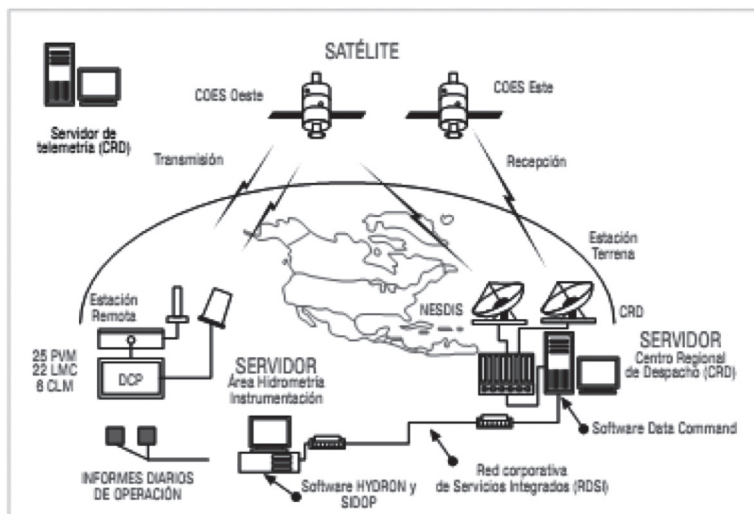 SATÉLITE
COES Oeste
COES Este
Servidor de
telemetría (CRD)
Transmisión
Recepción
Estación
Terrena
Estación
Remota
NESDIS
CRD
25 PVM
22 LMC
6 CLM
DCP
SERVIDOR
Área Hidrometría
Instrumentación
SERVIDOR
Centro Regional
de Despacho (CRD)
Software Data Command
INFORMES DIARIOS
DE OPERACIÓN
Software HYDRON y
SIDOP
Red corporativa
de Servicios Integrados (RDSI)